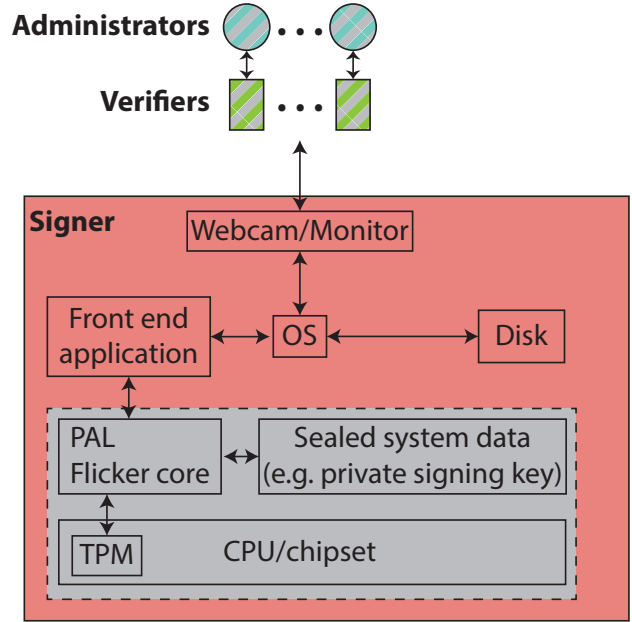 Administrators
...
Verifiers
...
Signer
Webcam/Monitor
Front end
application
OS
Disk
PAL
Flicker core
Sealed system data
(e.g. private signing key)
TPM
CPU/chipset